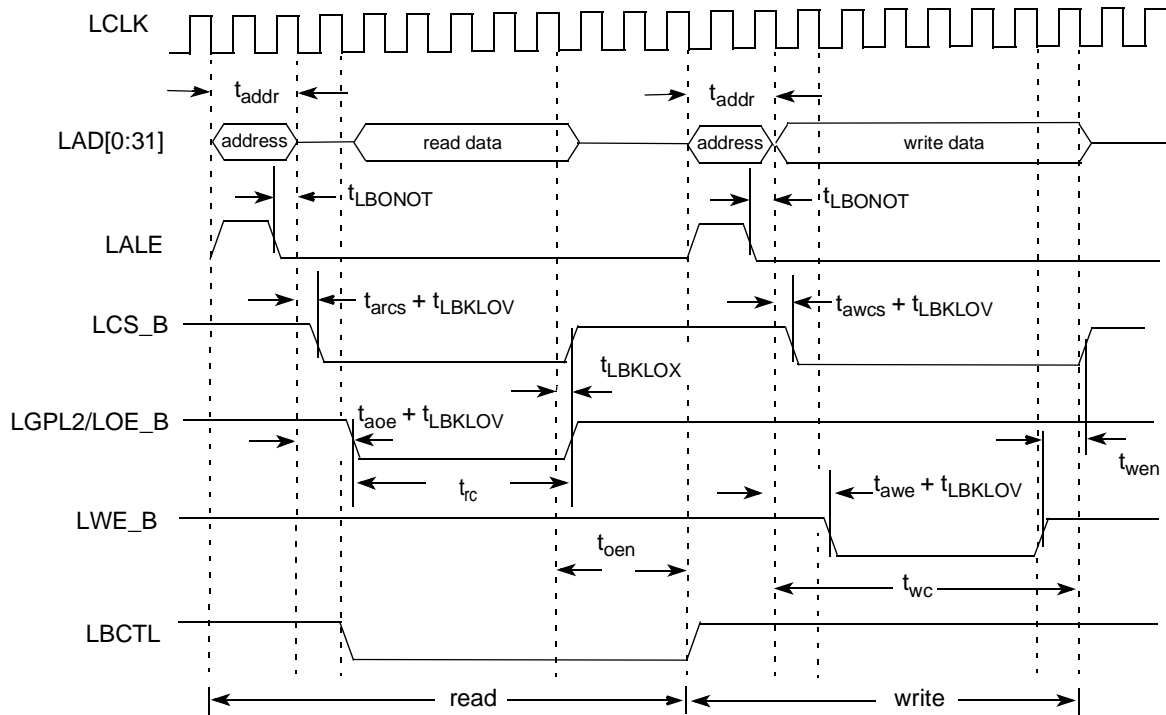 LCLK
t_addr
t_addr
LAD[0:31]
address
read data
address
write data
t_LBONOT
t_LBONOT
LALE
t_arcs + t_LBKLOV
t_awcs + t_LBKLOV
LCS_B
t_LBKLOX
t_aoe + t_LBKLOV
LGPL2/LOE_B
t_wen
t_rc
t_awe + t_LBKLOV
LWE_B
t_oen
t_wc
LBCTL
read
write